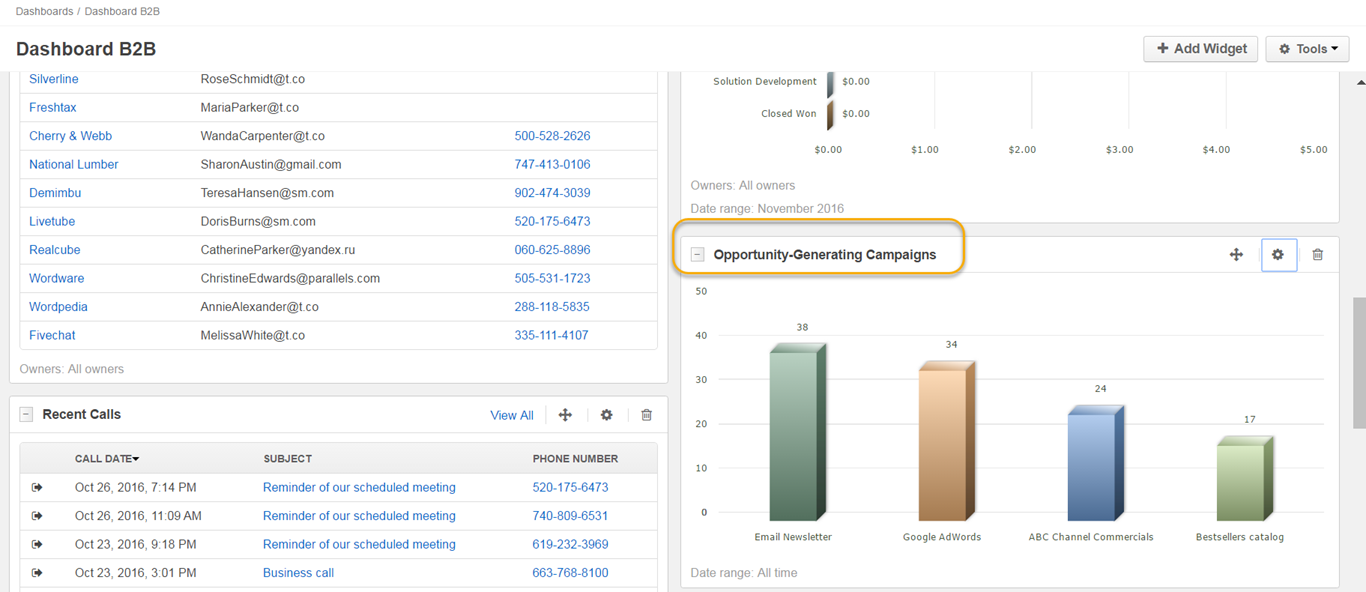 Dashboards / Dashboard B2B
Dashboard B2B
Add Widget
Tools
Silverline RoseSchmidt@t.co
Freshtax MariaParker@t.co
Cherry & Webb WandaCarpenter@t.co 500-528-2626
National Lumber SharonAustin@gmail.com 747-413-0106
Demimbu TeresaHansen@sm.com 902-474-3039
Livetube DorisBurns@sm.com 520-175-6473
Realcube CatherineParker@yandex.ru 060-625-8896
Wordware ChristineEdwards@parallels.com 505-531-1723
Wordpedia AnnieAlexander@t.co 288-118-5835
Fivechat MelissaWhite@t.co 335-111-4107
Owners: All owners
Recent Calls View All
CALL DATE SUBJECT PHONE NUMBER
Oct 26, 2016, 7:14 PM Reminder of our scheduled meeting 520-175-6473
Oct 26, 2016, 11:09 AM Reminder of our scheduled meeting 740-809-6531
Oct 23, 2016, 9:18 PM Reminder of our scheduled meeting 619-232-3969
Oct 23, 2016, 3:01 PM Business call 663-768-8100
Solution Development $0.00
Closed Won $0.00
$0.00 $1.00 $2.00 $3.00 $4.00 $5.00
Owners: All owners
Date range: November 2016
Opportunity-Generating Campaigns
50
40
30
20
10
0
38
34
24
17
Email Newsletter Google AdWords ABC Channel Commercials Bestsellers catalog
Date range: All time